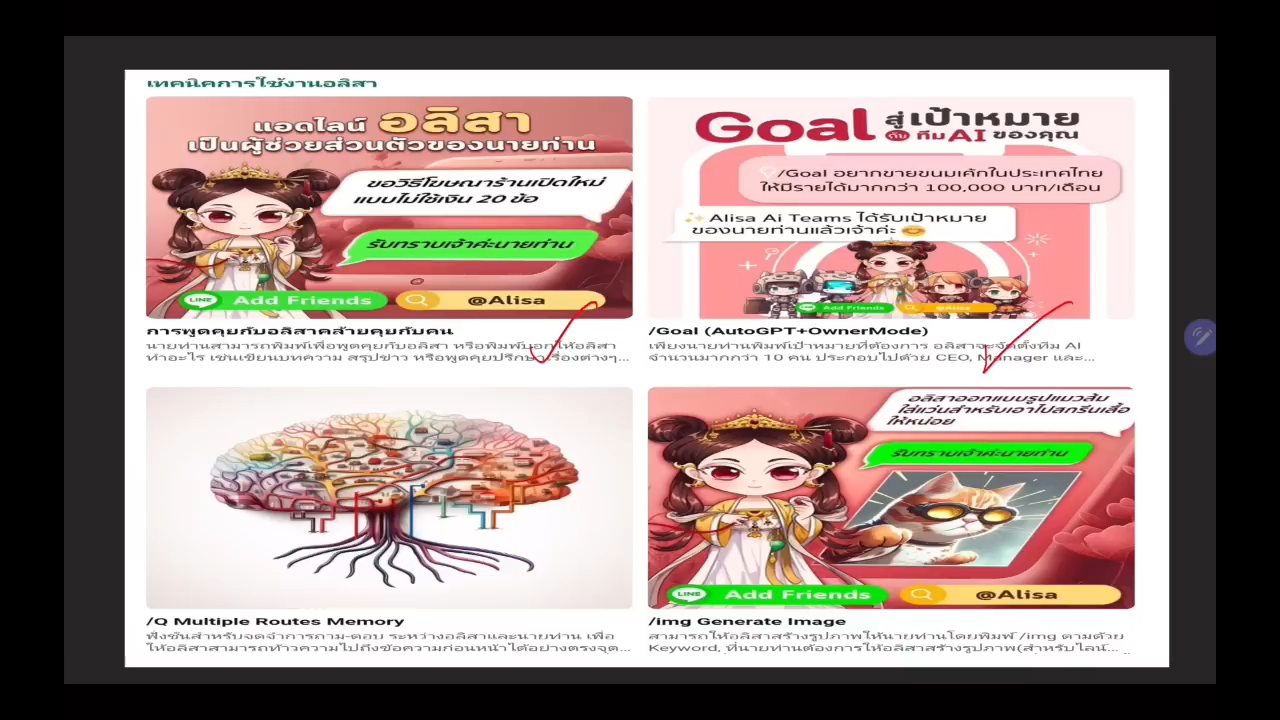 เทคนิคการใช้งานอลิสา
แอดไลน์ อลิสา
เป็นผู้ช่วยส่วนตัวของนายท่าน
ขอวิธีโฆษณาร้านเปิดใหม่
แบบไม่ใช้เงิน 20 ข้อ
รับทราบเจ้าค่ะนายท่าน
LINE Add Friends @Alisa
การพูดคุยกับอลิสาคล้ายคุยกับคน
นายท่านสามารถพิมพ์เพื่อพูดคุยกับอลิสา หรือพิมพ์บอกให้อลิสา
ทำอะไร เช่นเขียนบทความ สรุปข่าว หรือพูดคุยปรึกษาเรื่องต่างๆ...
Goal สู่เป้าหมาย
กับ ทีม AI ของคุณ
/Goal อยากขายขนมเค้กในประเทศไทย
ให้มีรายได้มากกว่า 100,000 บาท/เดือน
Alisa Ai Teams ได้รับเป้าหมาย
ของนายท่านแล้วเจ้าค่ะ
LINE Add Friends @Alisa
/Goal (AutoGPT+OwnerMode)
เพียงนายท่านพิมพ์เป้าหมายที่ต้องการ อลิสาจะจัดตั้งทีม AI
จำนวนมากกว่า 10 คน ประกอบไปด้วย CEO, Manager และ...
/Q Multiple Routes Memory
ฟังชั่นสำหรับจดจำการถาม-ตอบ ระหว่างอลิสาและนายท่าน เพื่อ
ให้อลิสาสามารถท้าวความไปถึงข้อความก่อนหน้าได้อย่างตรงจุด...
อลิสาออกแบบรูปแมวส้ม
ใส่แว่นสำหรับเอาไปสกรีนเสื้อ
ให้หน่อย
รับทราบเจ้าค่ะนายท่าน
LINE Add Friends @Alisa
/img Generate Image
สามารถให้อลิสาสร้างรูปภาพให้นายท่านโดยพิมพ์ /img ตามด้วย
Keyword, ที่นายท่านต้องการให้อลิสาสร้างรูปภาพ(สำหรับไลน์...